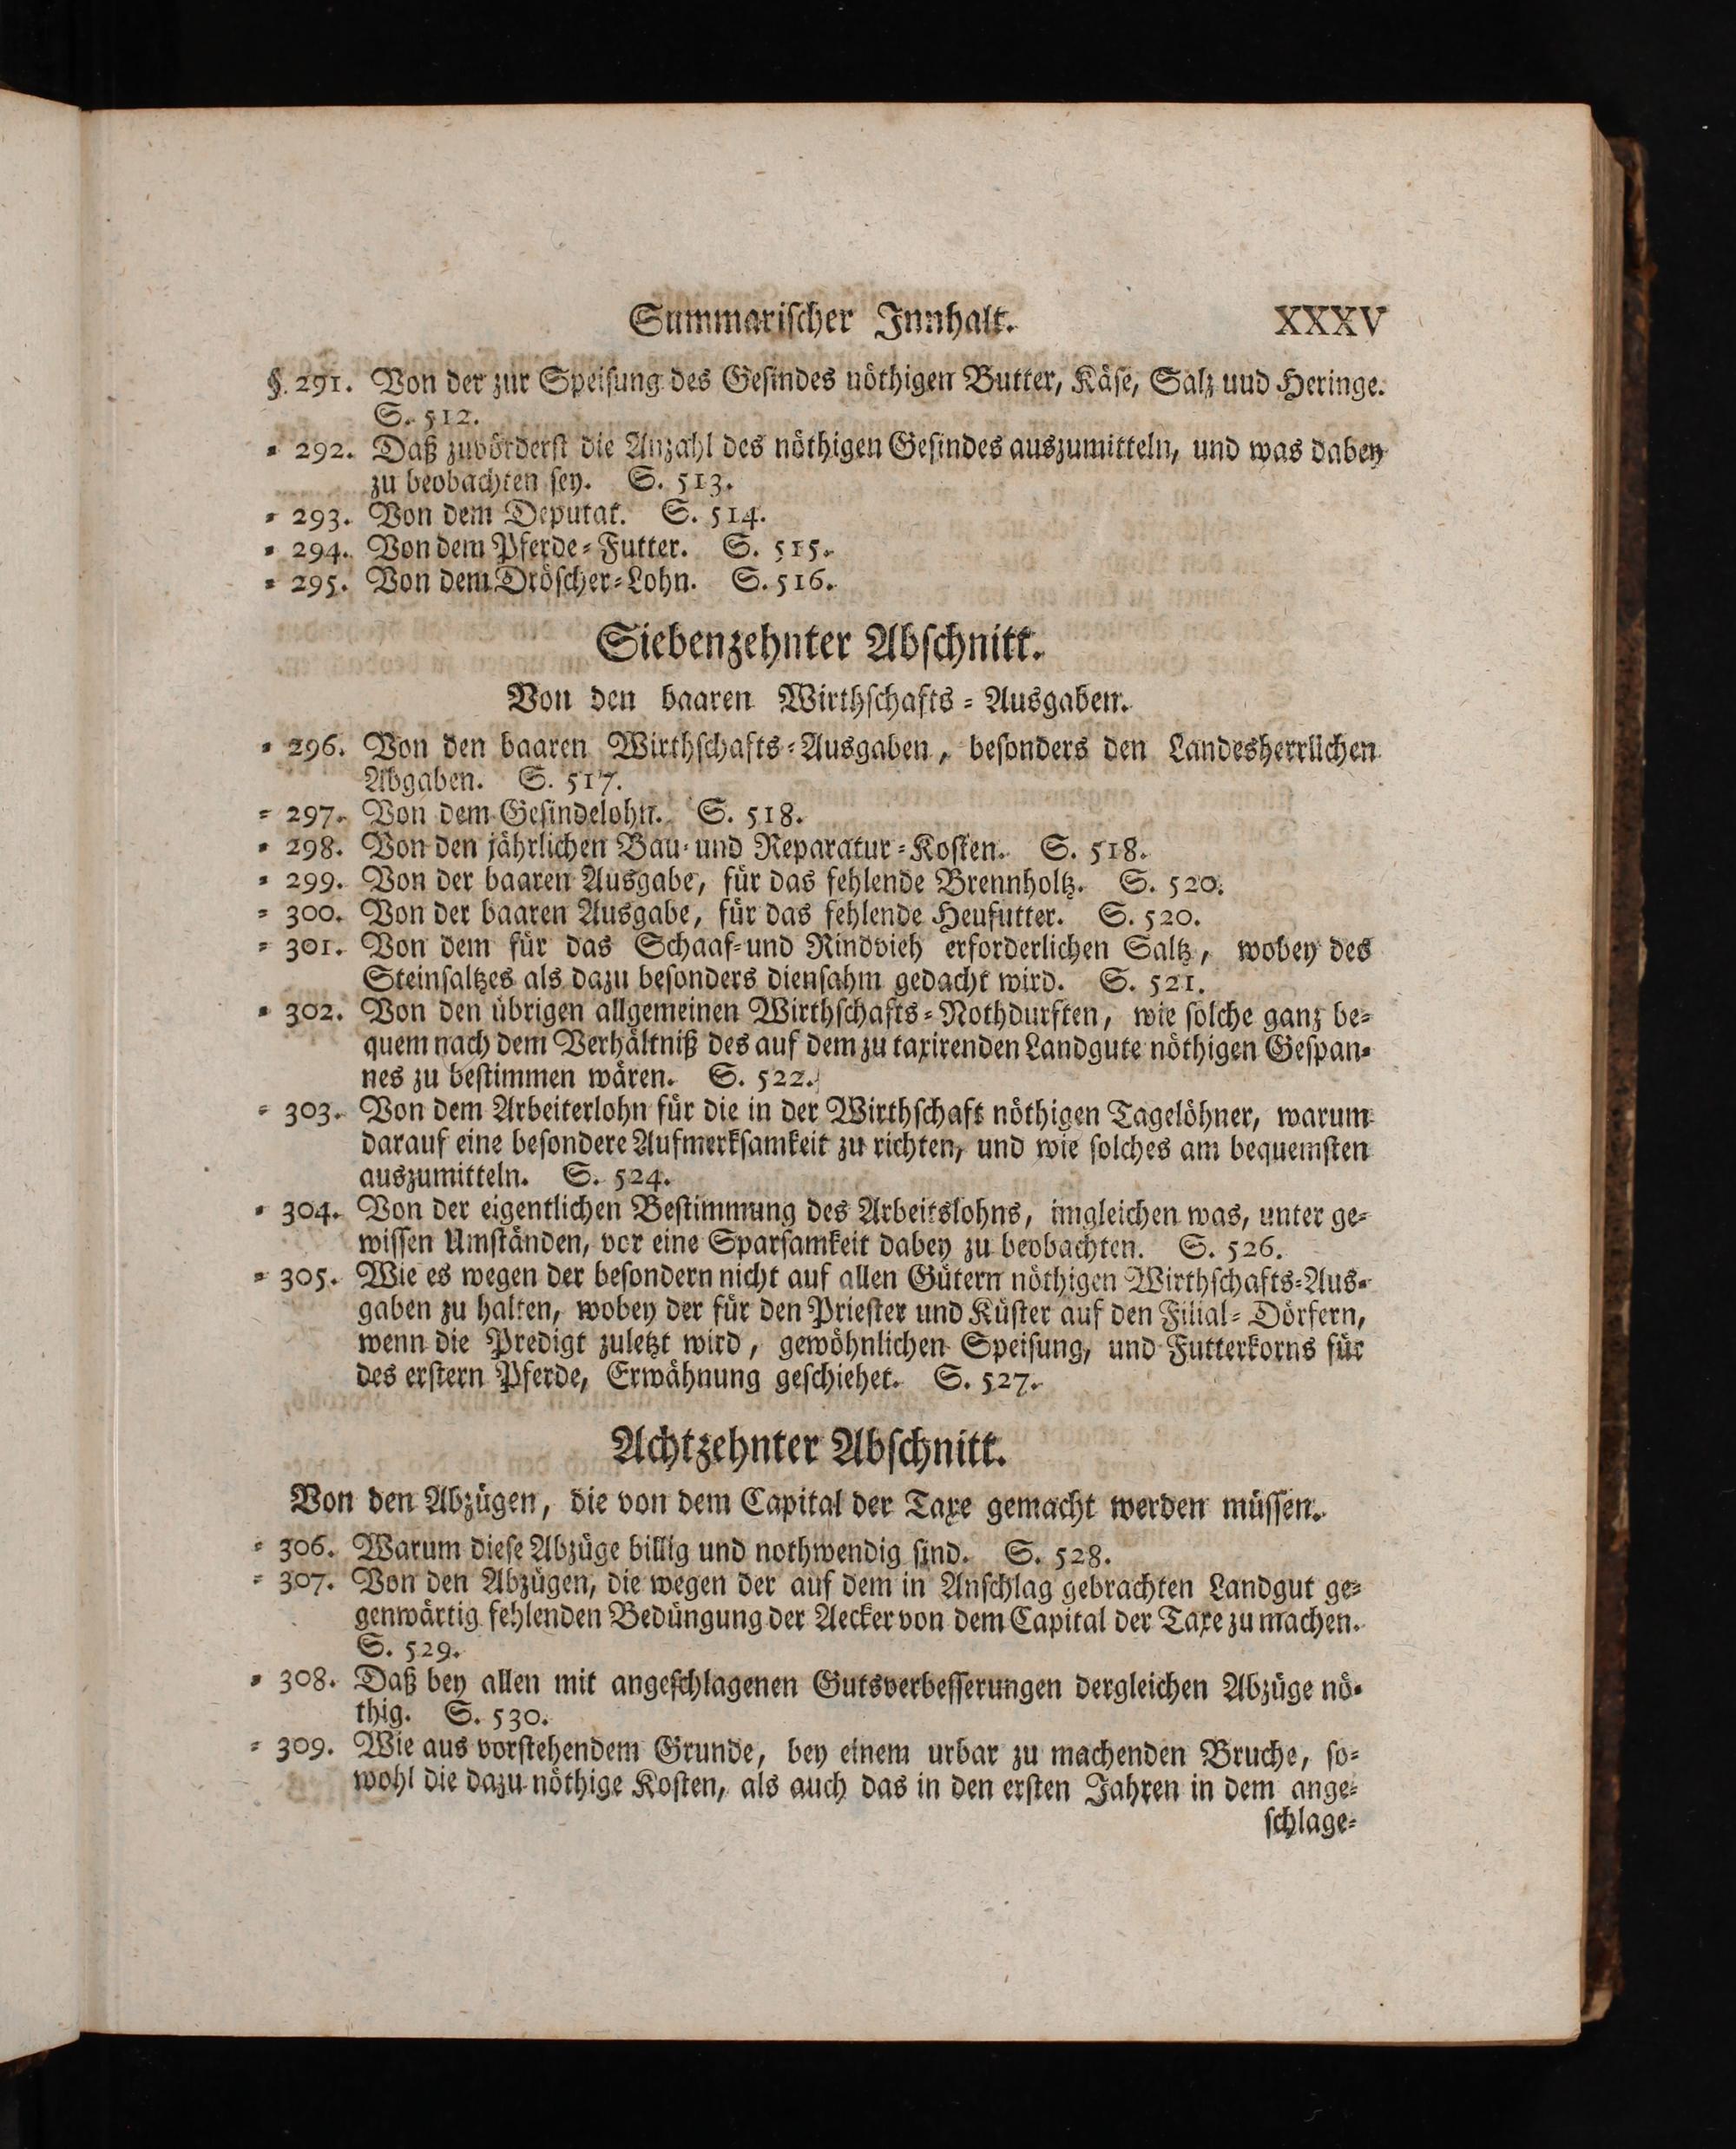 Summarischer Innhalt. XXXV
§. 291. Von der zur Speisung des Gesindes nöthigen Butter, Käse, Salz uud Heringe.
S. 512.
= 292. Daß zuvörderst die Anzahl des nöthigen Gesindes auszumitteln, und was dabey
zu beobachten sey. S. 513.
= 293. Von dem Deputat. S. 514.
= 294. Von dem Pferde=Futter. S. 515.
= 295. Von dem Dröscher=Lohn. S. 516.
Siebenzehnter Abschnitt.
Von den baaren Wirthschafts=Ausgaben.
= 296. Von den baaren Wirthschafts=Ausgaben, besonders den Landesherrlichen
Abgaben. S. 517.
= 297. Von dem Gesindelohn. S. 518.
= 298. Von den jährlichen Bau= und Reparatur=Kosten. S. 518.
= 299. Von der baaren Ausgabe, für das fehlende Brennholtz. S. 520.
= 300. Von der baaren Ausgabe, für das fehlende Heufutter. S. 520.
= 301. Von dem für das Schaaf=und Rindvieh erforderlichen Saltz, wobey des
Steinsaltzes als dazu besonders diensahm gedacht wird. S. 521.
= 302. Von den übrigen allgemeinen Wirthschafts=Nothdurften, wie solche ganz be=
quem nach dem Verhältniß des auf dem zu taxirenden Landgute nöthigen Gespan=
nes zu bestimmen wären. S. 522.
= 303. Von dem Arbeiterlohn für die in der Wirthschaft nöthigen Tagelöhner, warum
darauf eine besondere Aufmerksamkeit zu richten, und wie solches am bequemsten
auszumitteln. S. 524.
= 304. Von der eigentlichen Bestimmung des Arbeitslohns, imgleichen was, unter ge=
wissen Umständen, vor eine Sparsamkeit dabey zu beobachten. S. 526.
= 305. Wie es wegen der besondern nicht auf allen Gütern nöthigen Wirthschafts=Aus=
gaben zu halten, wobey der für den Priester und Küster auf den Filial=Dörfern,
wenn die Predigt zuletzt wird, gewöhnlichen Speisung, und Futterkorns für
des erstern Pferde, Erwähnung geschiehet. S. 527.
Achtzehnter Abschnitt.
Von den Abzügen, die von dem Capital der Taxe gemacht werden müssen.
= 306. Warum diese Abzüge billig und nothwendig sind. S. 528.
= 307. Von den Abzügen, die wegen der auf dem in Anschlag gebrachten Landgut ge=
genwärtig fehlenden Bedüngung der Aecker von dem Capital der Taxe zu machen.
S. 529.
= 308. Daß bey allen mit angeschlagenen Gutsverbesserungen dergleichen Abzüge nö=
thig. S. 530.
= 309. Wie aus vorstehendem Grunde, bey einem urbar zu machenden Bruche, so=
wohl die dazu nöthige Kosten, als auch das in den ersten Jahren in dem ange=
schlage=